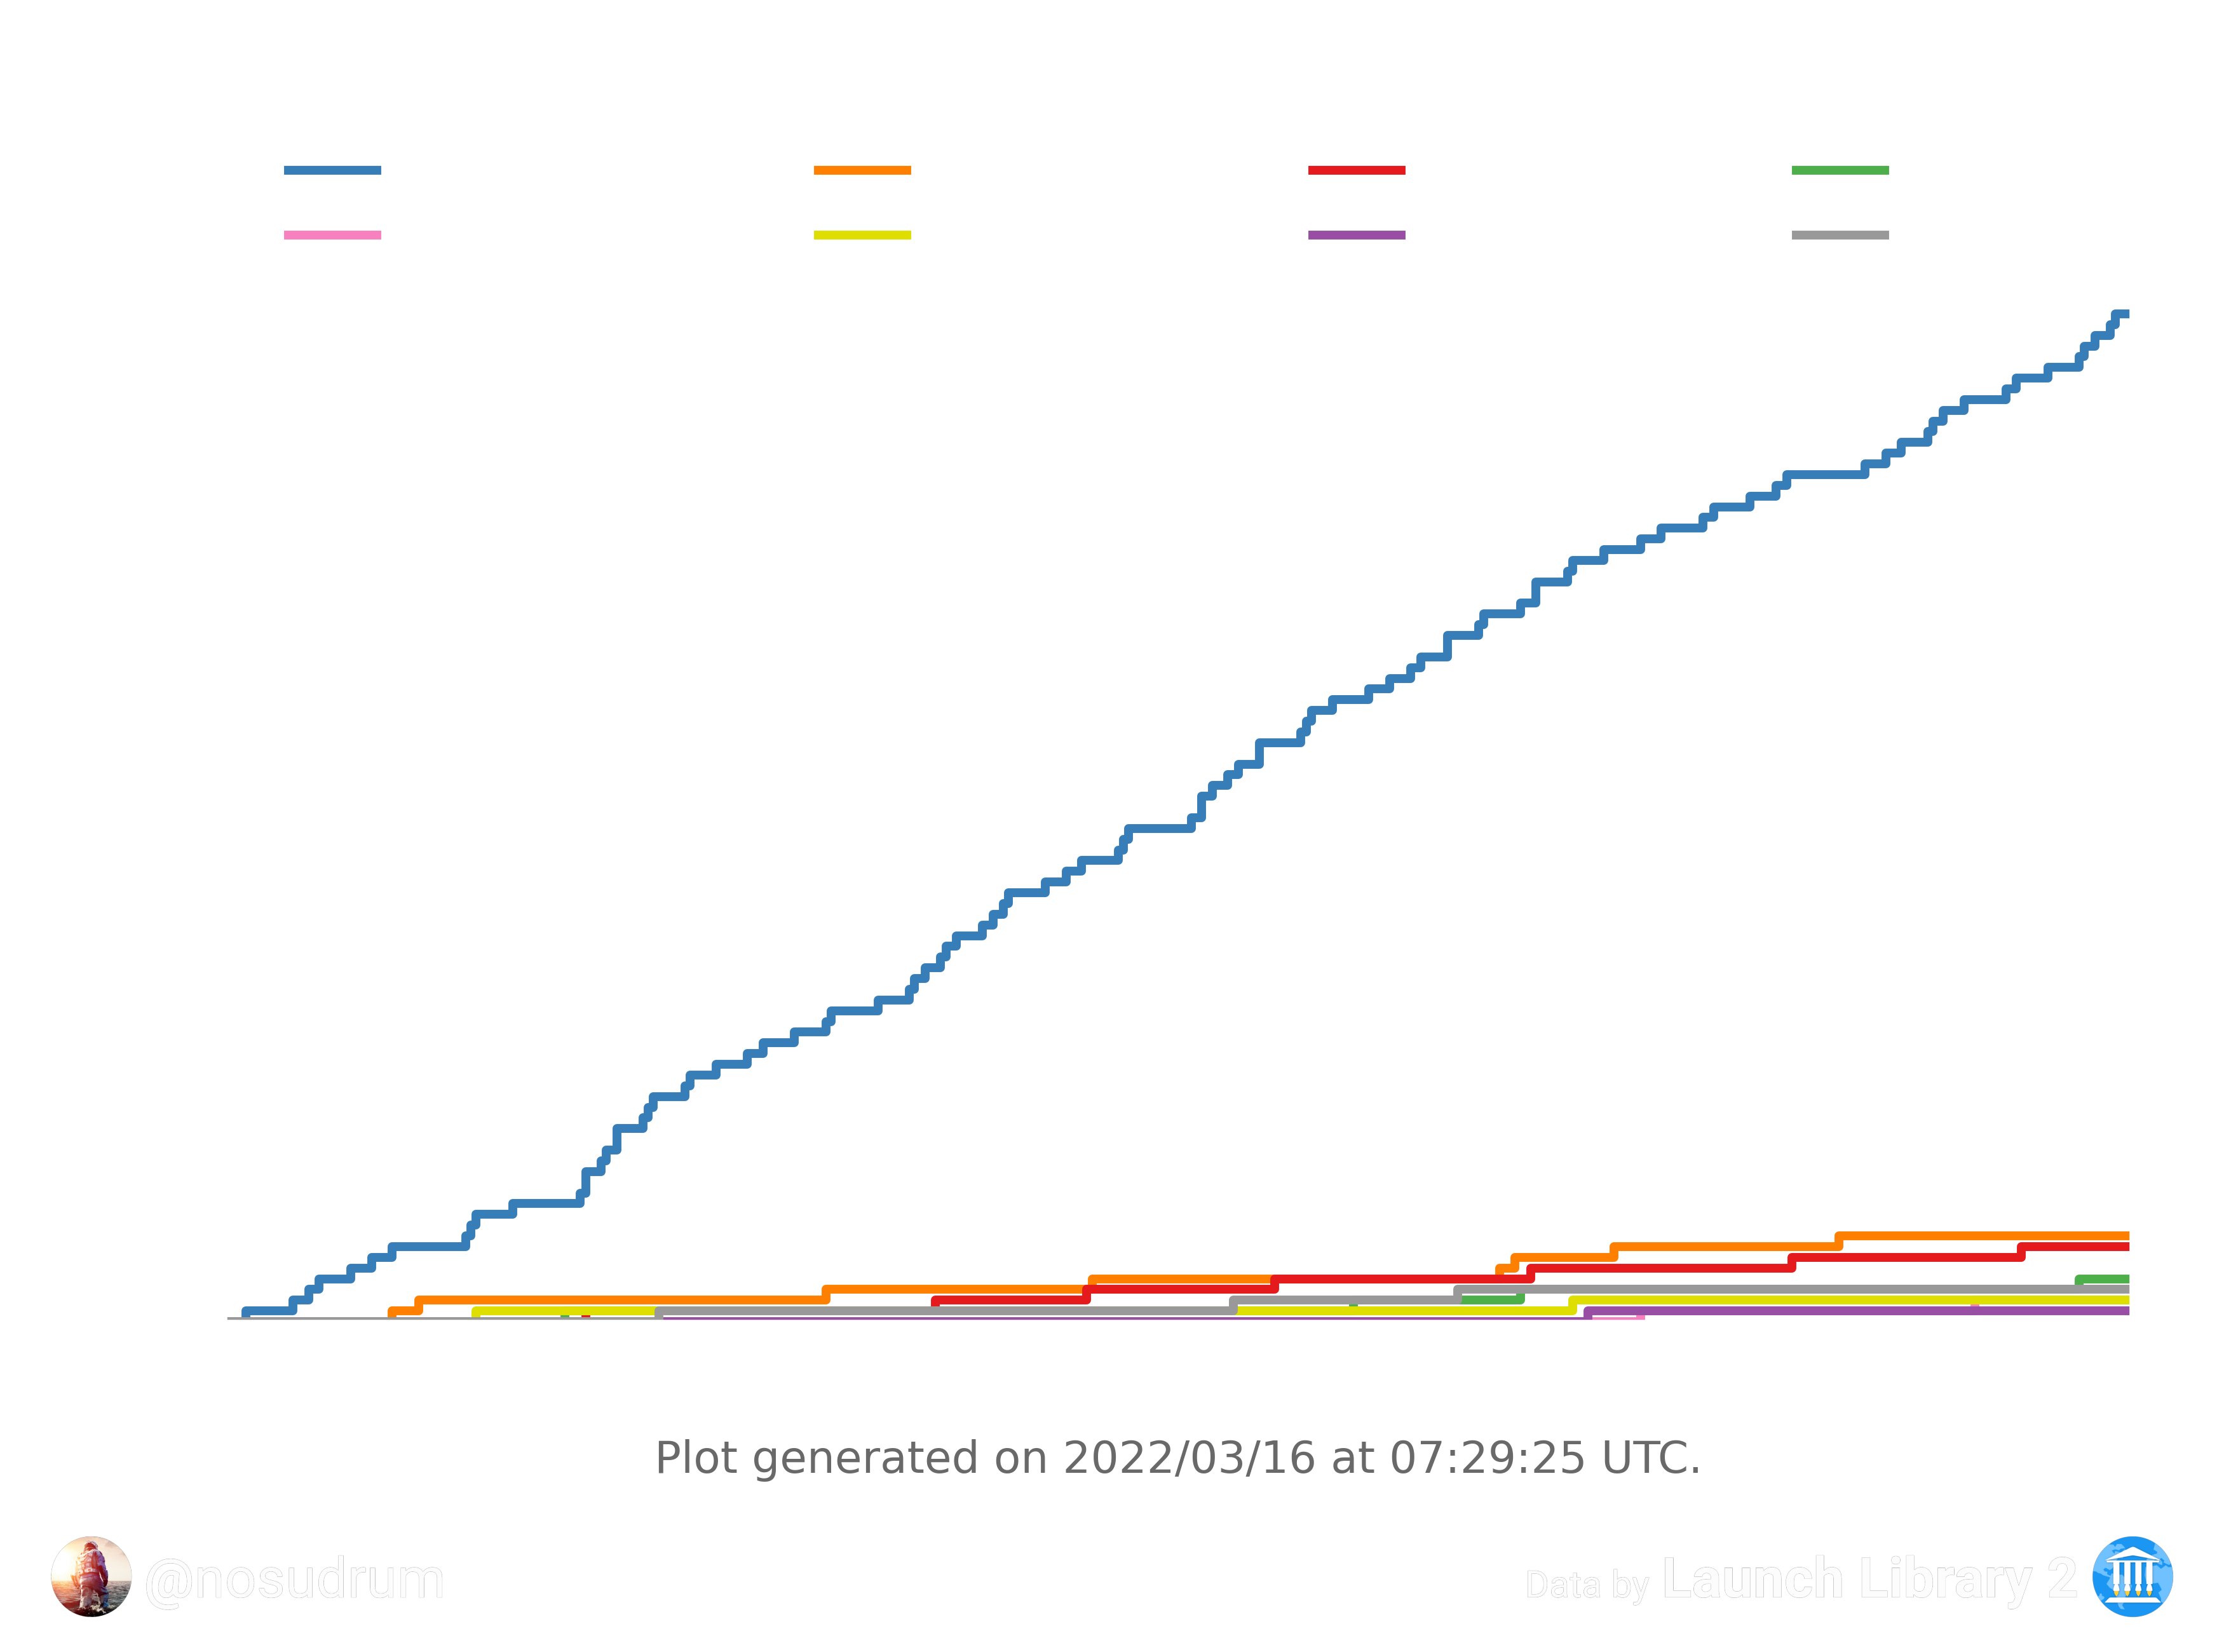 Plot generated on 2022/03/16 at 07:29:25 UTC.
@nosudrum
Data by Launch Library 2